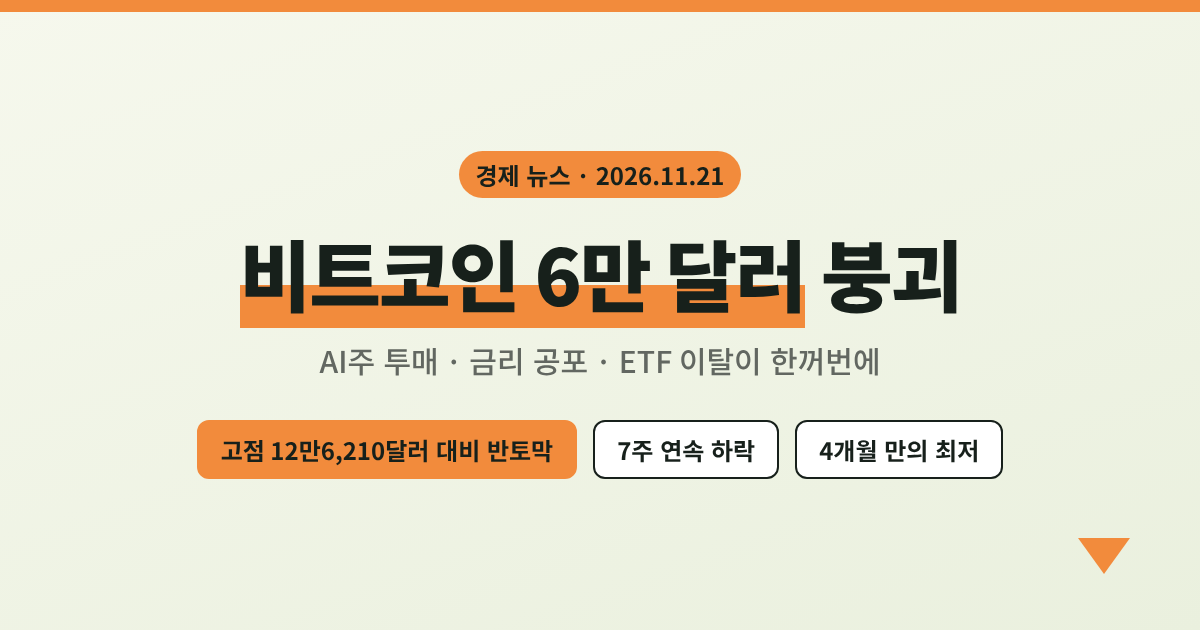 경제 뉴스 · 2026.11.21
비트코인 6만 달러 붕괴
AI주 투매 · 금리 공포 · ETF 이탈이 한꺼번에
고점 12만6,210달러 대비 반토막
7주 연속 하락
4개월 만의 최저